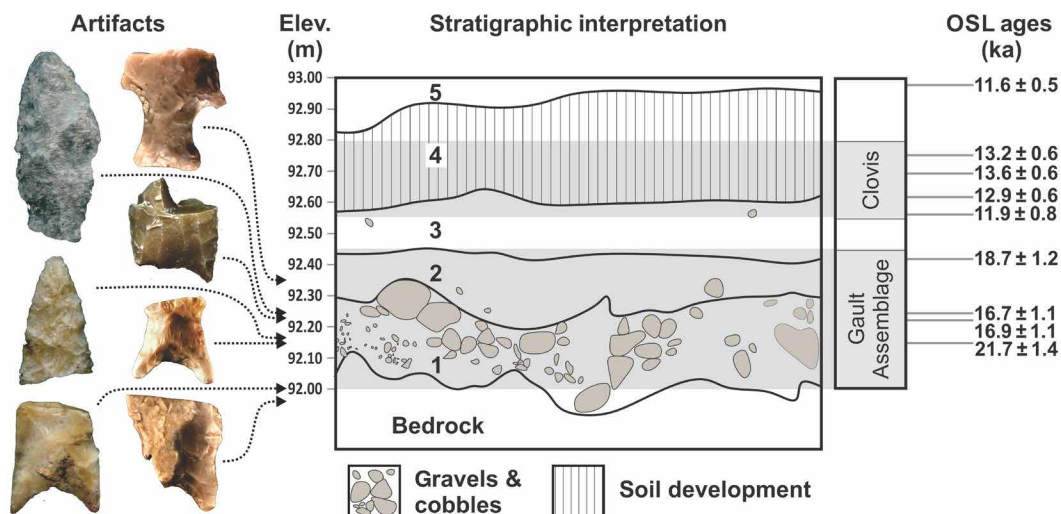 Artifacts
Elev.
(m)
Stratigraphic interpretation
OSL ages
(ka)
93.00
92.90
92.80
92.70
92.60
92.50
92.40
92.30
92.20
92.10
92.00
5
4
3
2
1
Bedrock
Clovis
Gault
Assemblage
11.6 ± 0.5
13.2 ± 0.6
13.6 ± 0.6
12.9 ± 0.6
11.9 ± 0.8
18.7 ± 1.2
16.7 ± 1.1
16.9 ± 1.1
21.7 ± 1.4
Gravels &
cobbles
Soil development